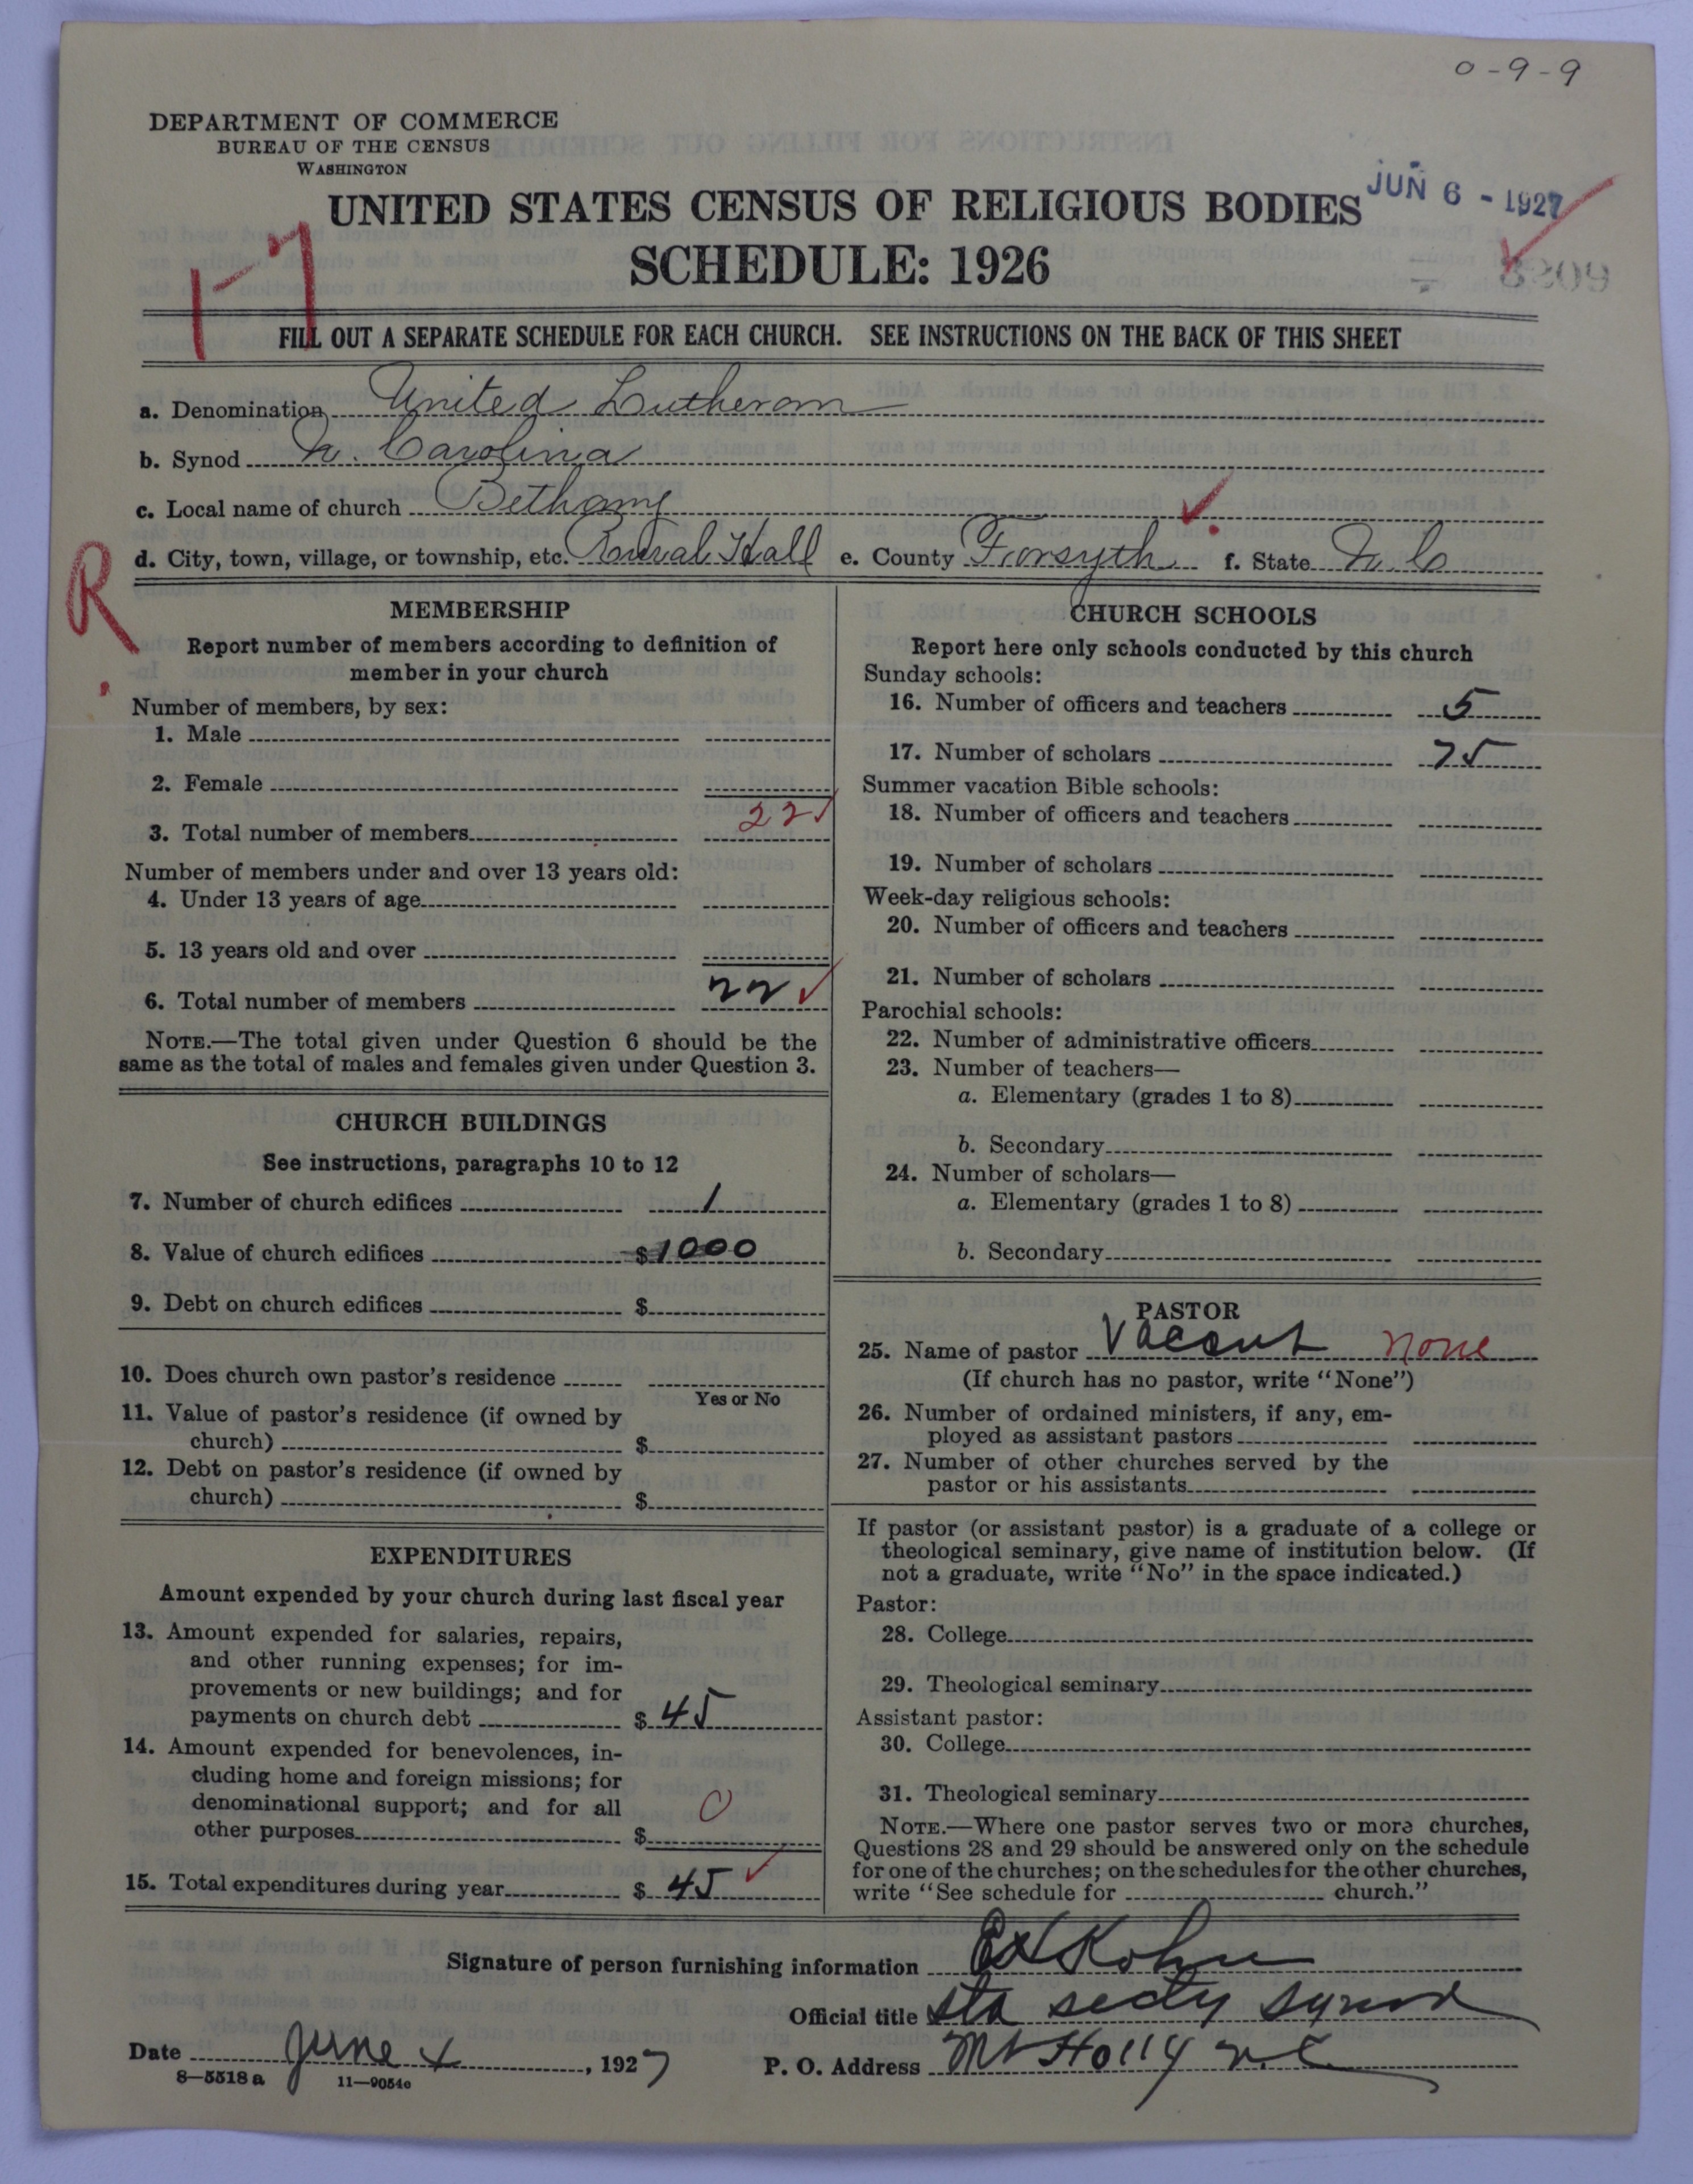 0-9-9
DEPARTMENT OF COMMERCE
BUREAU OF THE CENSUS
WASHINGTON
UNITED STATES CENSUS OF RELIGIOUS BODIES
JUN 6 - 1927
SCHEDULE: 1926
1-7
FILL OUT A SEPARATE SCHEDULE FOR EACH CHURCH. SEE INSTRUCTIONS ON THE BACK OF THIS SHEET
a. Denomination United Lutheran
b. Synod N. Carolina
c. Local name of church Bethany
d. City, town, village, or township, etc. Rural Hall e. County Forsyth f. State N. C
R.
MEMBERSHIP
Report number of members according to definition of
member in your church
Number of members, by sex:
1. Male
2. Female
3. Total number of members 22
Number of members under and over 13 years old:
4. Under 13 years of age
5. 13 years old and over
6. Total number of members 22
NOTE.—The total given under Question 6 should be the
same as the total of males and females given under Question 3.
CHURCH BUILDINGS
See instructions, paragraphs 10 to 12
7. Number of church edifices 1
8. Value of church edifices $ 1000
9. Debt on church edifices $
10. Does church own pastor's residence
Yes or No
11. Value of pastor's residence (if owned by
church) $
12. Debt on pastor's residence (if owned by
church) $
EXPENDITURES
Amount expended by your church during last fiscal year
13. Amount expended for salaries, repairs,
and other running expenses; for im-
provements or new buildings; and for
payments on church debt $ 45
14. Amount expended for benevolences, in-
cluding home and foreign missions; for
denominational support; and for all
other purposes $ 0
15. Total expenditures during year $ 45
CHURCH SCHOOLS
Report here only schools conducted by this church
Sunday schools:
16. Number of officers and teachers 5
17. Number of scholars 75
Summer vacation Bible schools:
18. Number of officers and teachers
19. Number of scholars
Week-day religious schools:
20. Number of officers and teachers
21. Number of scholars
Parochial schools:
22. Number of administrative officers
23. Number of teachers—
a. Elementary (grades 1 to 8)
b. Secondary
24. Number of scholars—
a. Elementary (grades 1 to 8)
b. Secondary
PASTOR
25. Name of pastor Vacant none
(If church has no pastor, write "None")
26. Number of ordained ministers, if any, em-
ployed as assistant pastors
27. Number of other churches served by the
pastor or his assistants
If pastor (or assistant pastor) is a graduate of a college or
theological seminary, give name of institution below. (If
not a graduate, write "No" in the space indicated.)
Pastor:
28. College
29. Theological seminary
Assistant pastor:
30. College
31. Theological seminary
NOTE.—Where one pastor serves two or more churches,
Questions 28 and 29 should be answered only on the schedule
for one of the churches; on the schedules for the other churches,
write "See schedule for church."
Signature of person furnishing information Kohn
Official title Sta secty Synod
Date June 4, 1927 P. O. Address Mt Holly N.C
8—5518 a 11—9054c